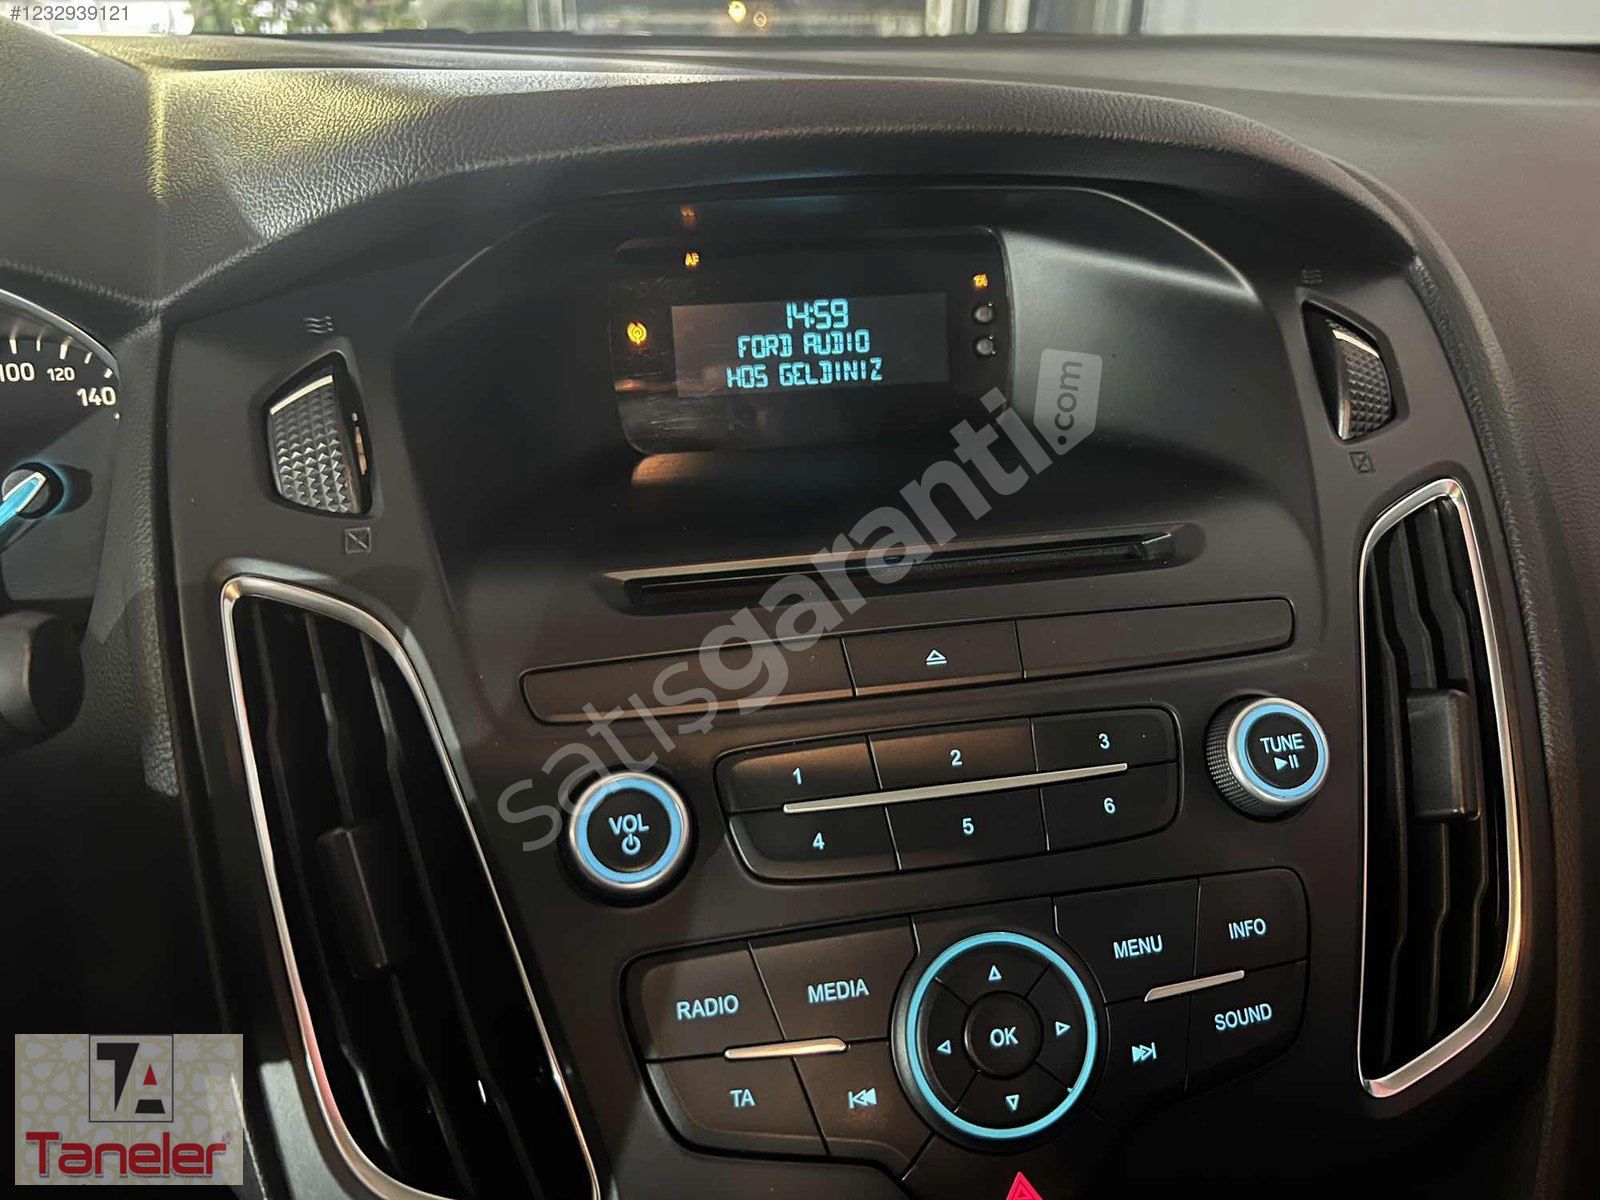 #1232939121
AF
TA
14:59
FORD AUDIO
HOS GELDINIZ
100
120
140
satışgaranti.com
1
2
3
4
5
6
VOL
TUNE
RADIO
MEDIA
MENU
INFO
TA
OK
SOUND
TA
Taneler